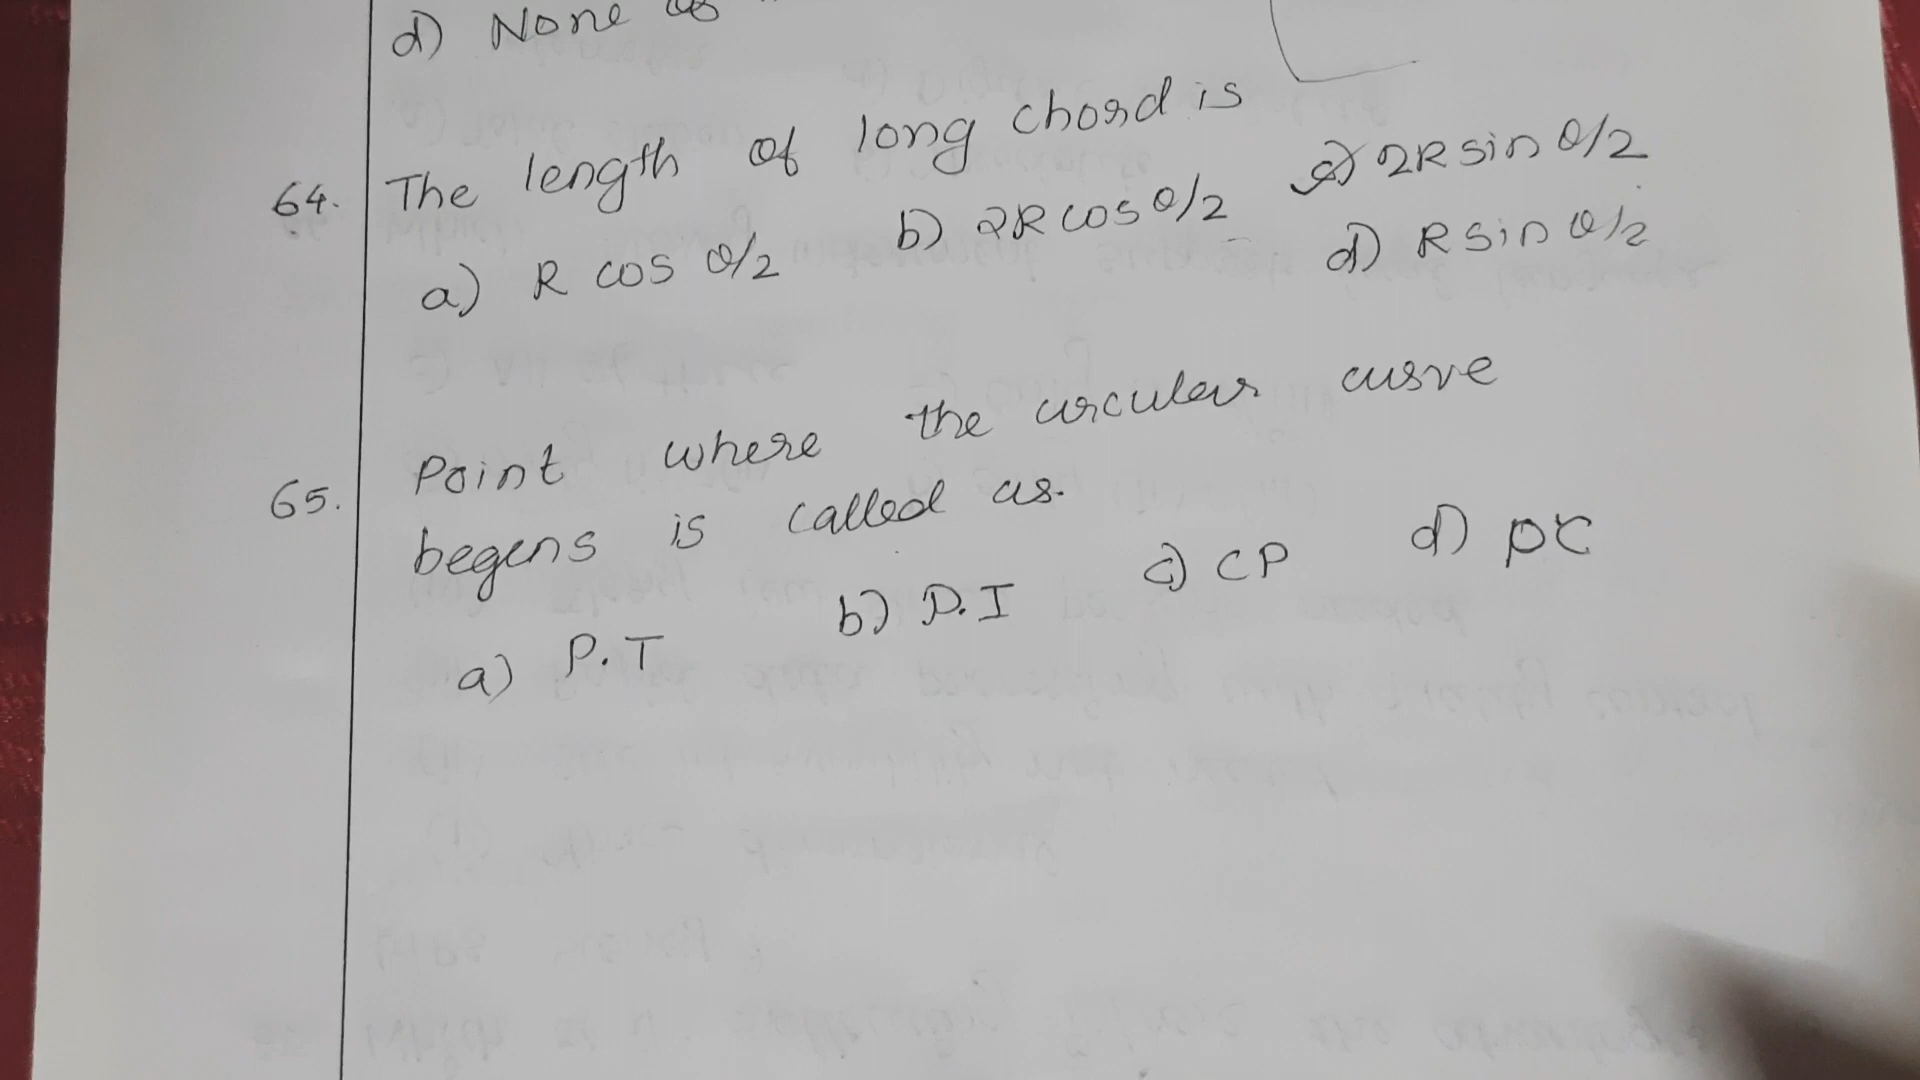 d) None of
64. The length of long chord is
a) R cos θ/2 b) 2R cos θ/2 c) 2R sin θ/2
d) R sin θ/2
65. Point where the circular curve
begens is called as.
a) P.T b) P.I c) CP d) PC